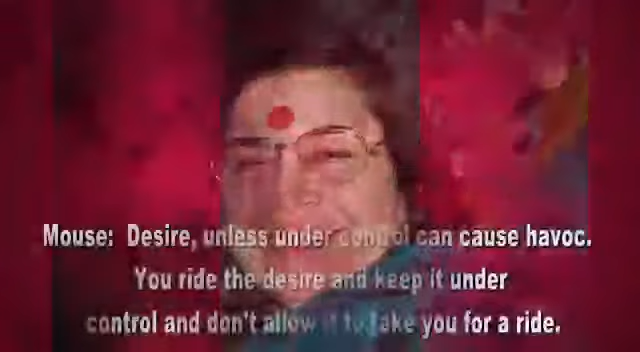 Mouse:  Desire, unless under control can cause havoc.
You ride the desire and keep it under
control and don't allow it to take you for a ride.